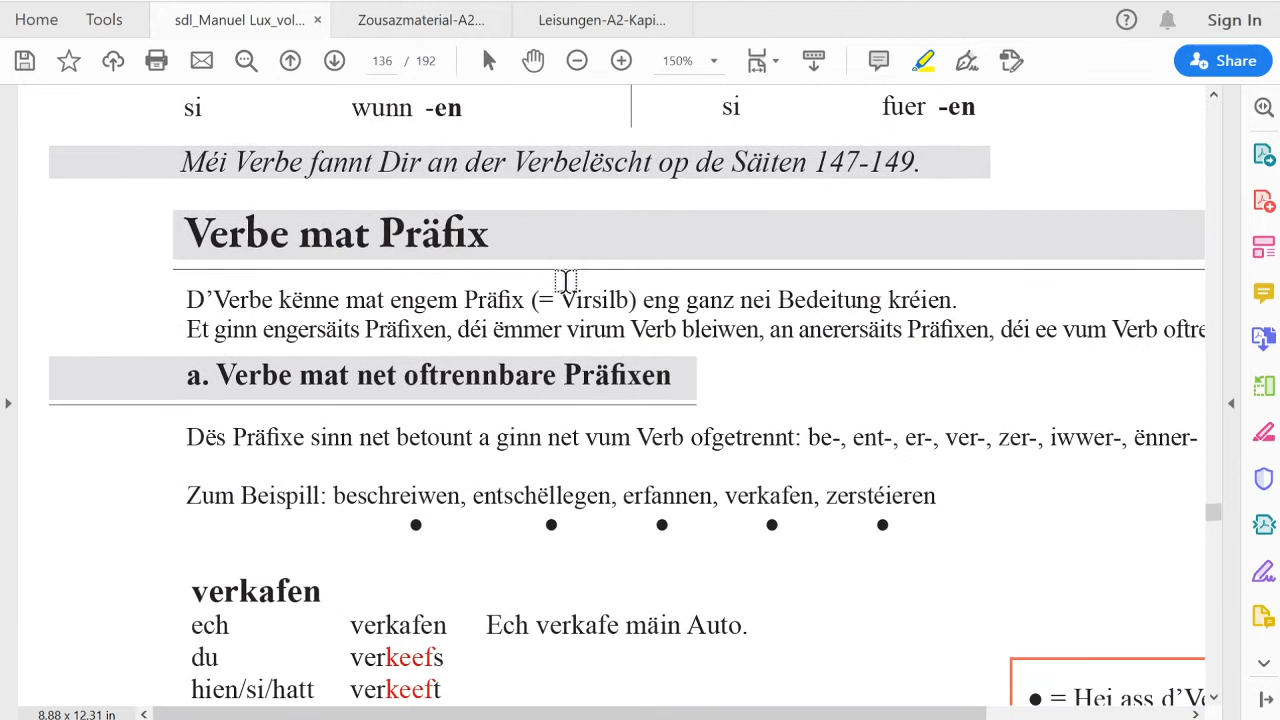 Home Tools sdl_Manuel Lux_vol... × Zousazmaterial-A2... Leisungen-A2-Kapi... Sign In
136 / 192 150% Share
si wunn -en si fuer -en
Méi Verbe fannt Dir an der Verbelëscht op de Säiten 147-149.
Verbe mat Präfix
D'Verbe kënne mat engem Präfix (= Virsilb) eng ganz nei Bedeitung kréien.
Et ginn engersäits Präfixen, déi ëmmer virum Verb bleiwen, an anerersäits Präfixen, déi ee vum Verb oftre
a. Verbe mat net oftrennbare Präfixen
Dës Präfixe sinn net betount a ginn net vum Verb ofgetrennt: be-, ent-, er-, ver-, zer-, iwwer-, ënner-
Zum Beispill: beschreiwen, entschëllegen, erfannen, verkafen, zerstéieren
verkafen
ech verkafen Ech verkafe mäin Auto.
du verkeefs
hien/si/hatt verkeeft
● = Hei ass d'Ve
8.88 x 12.31 in